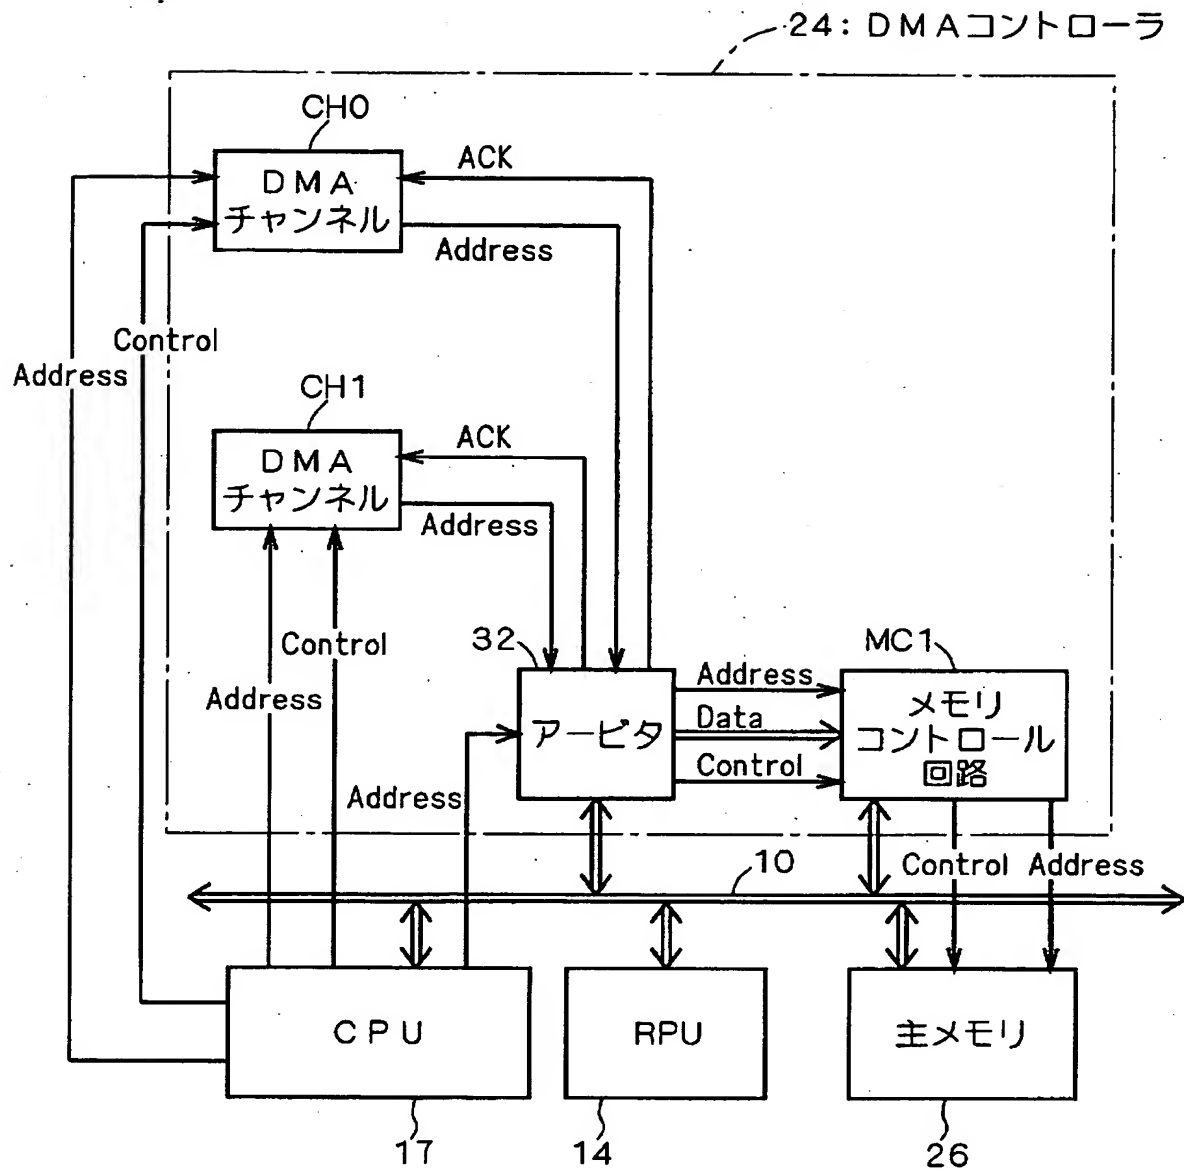 24:DMAコントローラ
CH0
DMA
チャンネル
ACK
Address
Control
Address
CH1
DMA
チャンネル
ACK
Address
Control
Address
32
アービタ
Address
Data
Control
MC1
メモリ
コントロール
回路
Address
Control Address
10
CPU
RPU
主メモリ
17
14
26